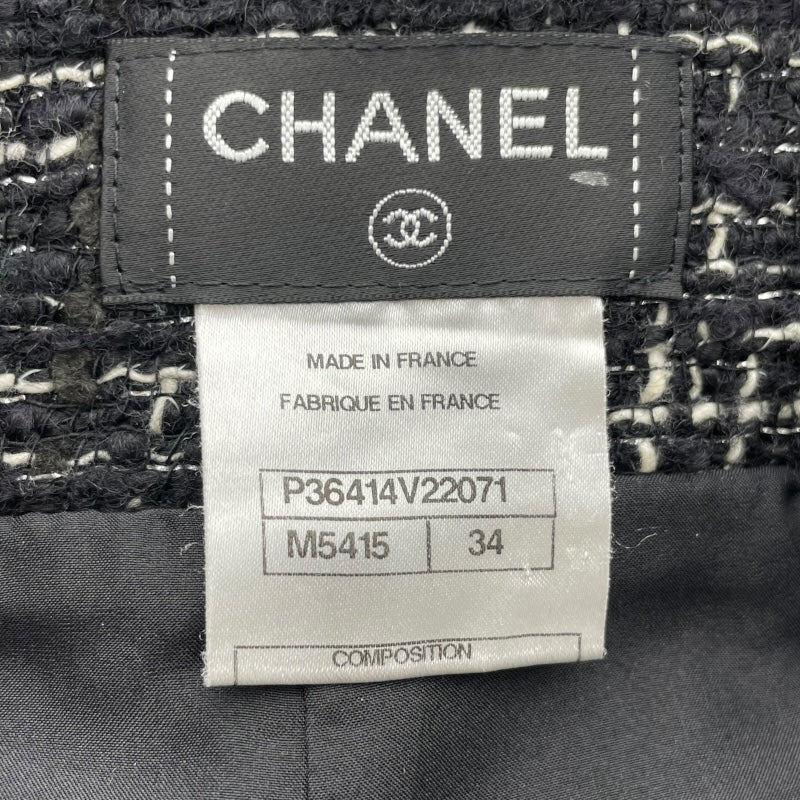 CHANEL
MADE IN FRANCE
FABRIQUE EN FRANCE
P36414V22071
M5415 34
COMPOSITION